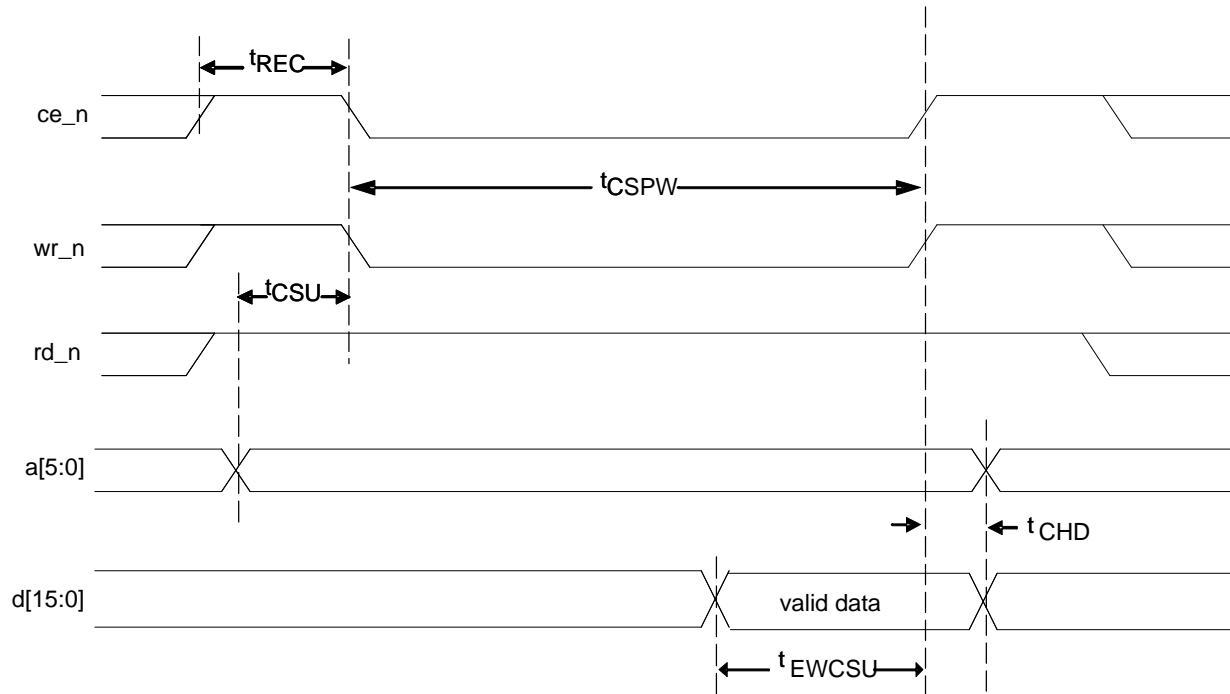 tREC
ce_n
tCSPW
wr_n
tCSU
rd_n
a[5:0]
t CHD
d[15:0]
valid data
t EWCSU